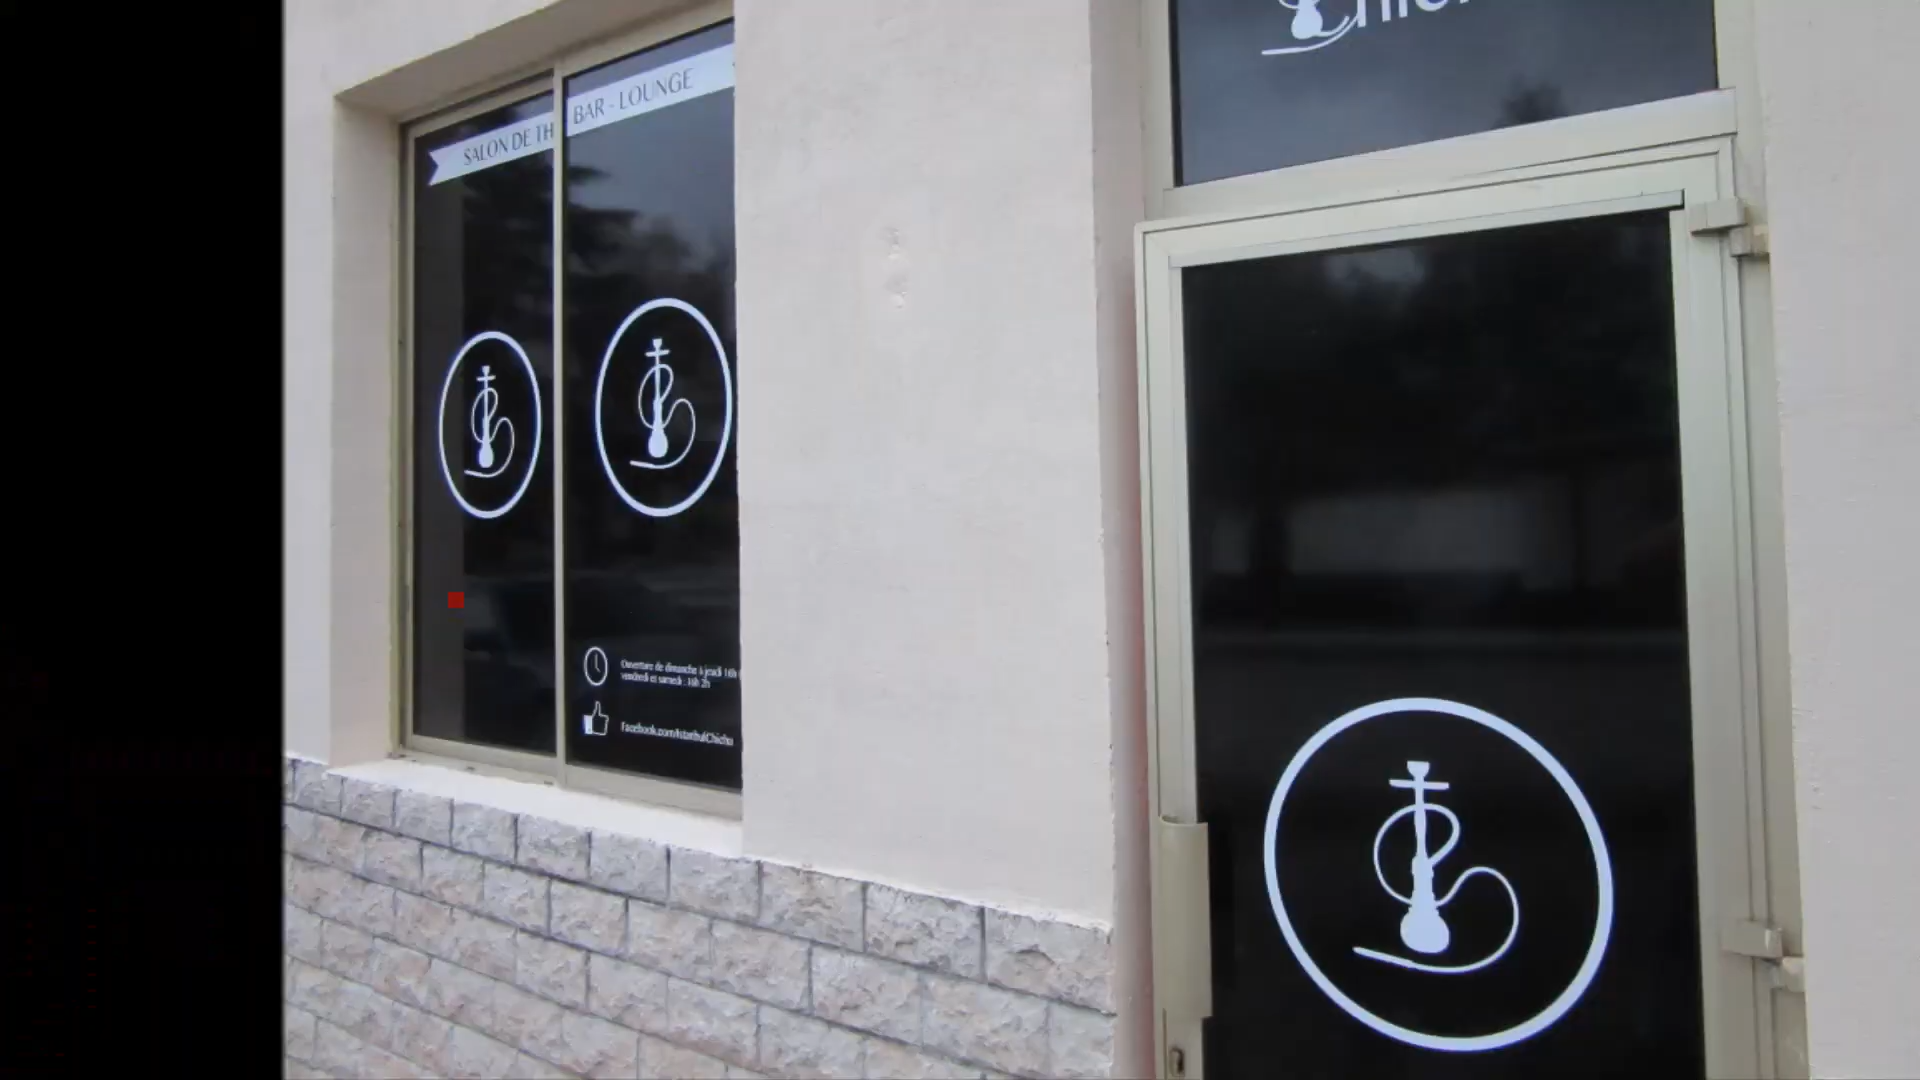 SALON DE TH
BAR - LOUNGE
Ouverture de dimanche à jeudi 16h
vendredi et samedi : 16h 2h
Facebook.com/IstanbulChicha